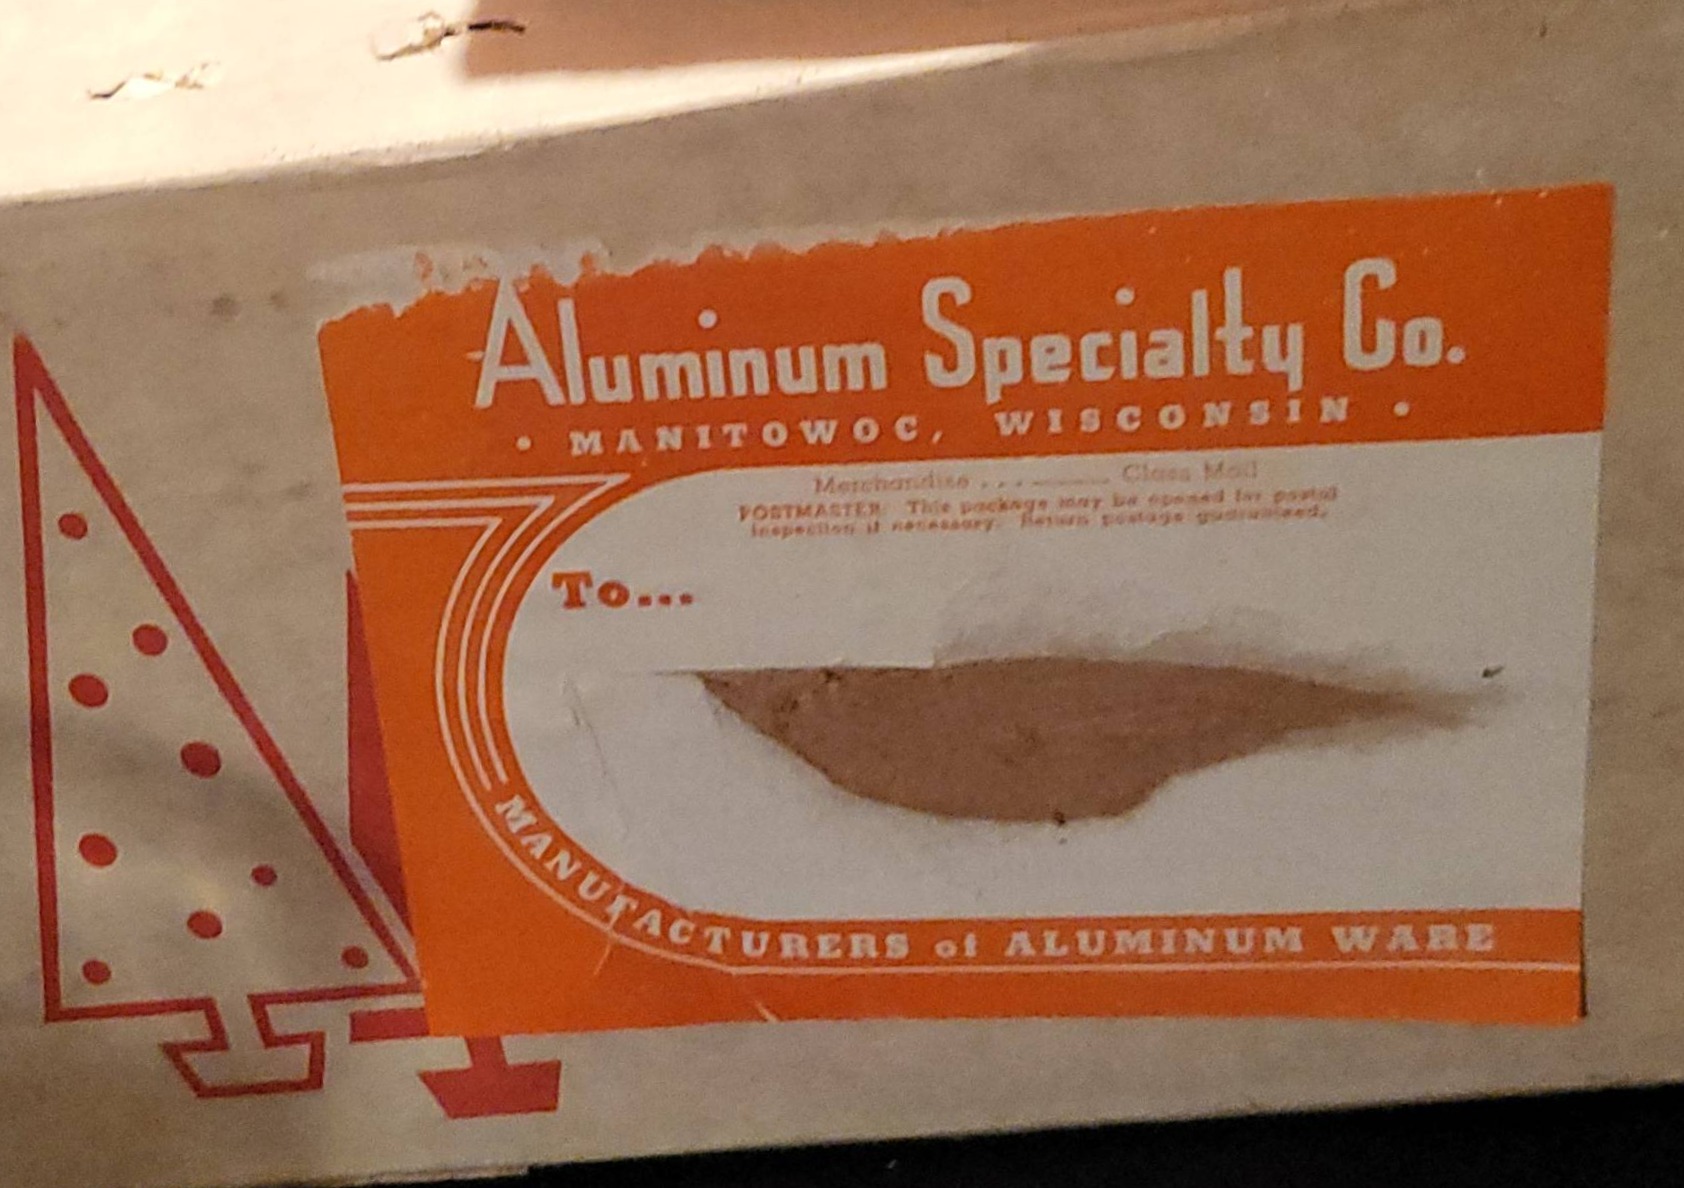 Aluminum Specialty Co.
• MANITOWOC, WISCONSIN •
Merchandise . . . ——— Class Mail
POSTMASTER: This package may be opened for postal
inspection if necessary. Return postage guaranteed.
To...
MANUFACTURERS of ALUMINUM WARE